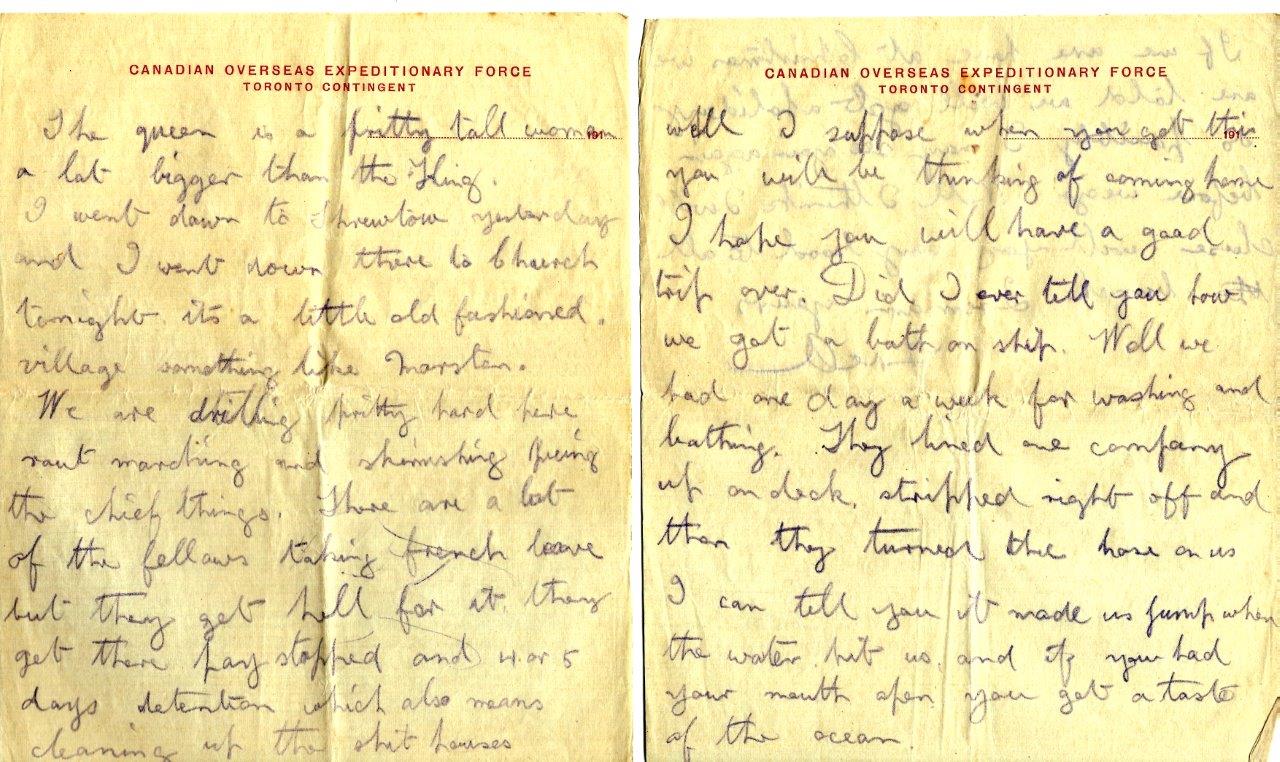 CANADIAN OVERSEAS EXPEDITIONARY FORCE
TORONTO CONTINGENT
191
The queen is a pritty tall woman
a lot bigger than the King.
I went down to Shrewtow yesterday
and I went down there to Church
tonight its a little old fashioned.
village something like Marsten.
We are drilling pritty hard here
rout marching and skirmishing being
the chief things. There are a lot
of the fellows taking french leave
but they get hell for it. they
get there pay stopped and 4 or 5
days detention which also means
cleaning up the shit houses
CANADIAN OVERSEAS EXPEDITIONARY FORCE
TORONTO CONTINGENT
191
well I suppose when you get this
you will be thinking of coming home
I hope you will have a good
trip over. Did I ever tell you how
we got a bath on ship. Well we
had one day a week for washing and
bathing. They lined one company
up on deck, stripped right off and
then they turned the hose on us
I can tell you it made us jump when
the water hit us. and if you had
your mouth open you got a taste
of the ocean.